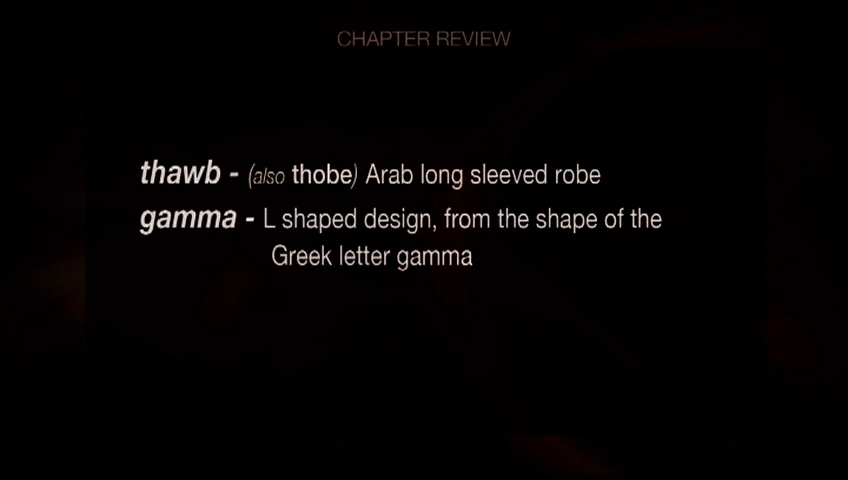 CHAPTER REVIEW
thawb - (also thobe) Arab long sleeved robe
gamma - L shaped design, from the shape of the
Greek letter gamma